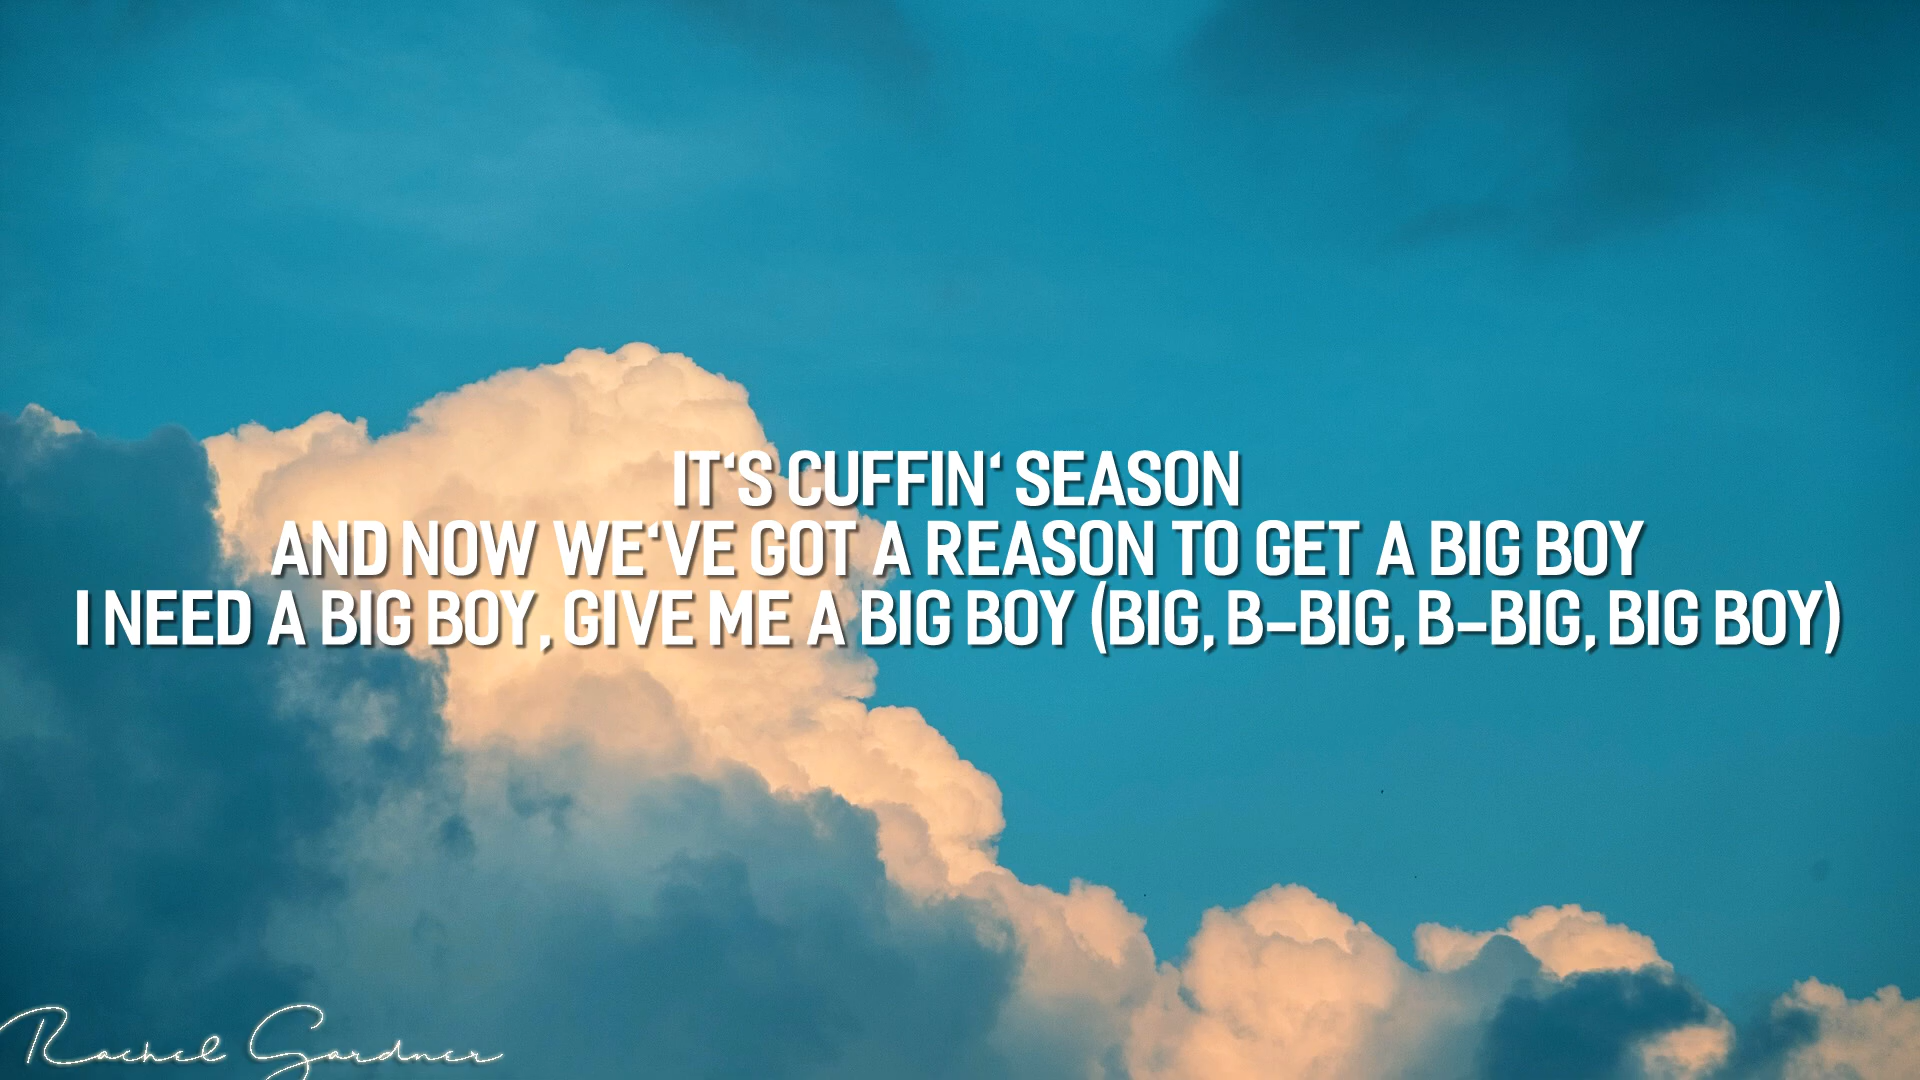 IT‘S CUFFIN‘ SEASON
AND NOW WE‘VE GOT A REASON TO GET A BIG BOY
I NEED A BIG BOY, GIVE ME A BIG BOY (BIG, B-BIG, B-BIG, BIG BOY)
Rachel Gardner